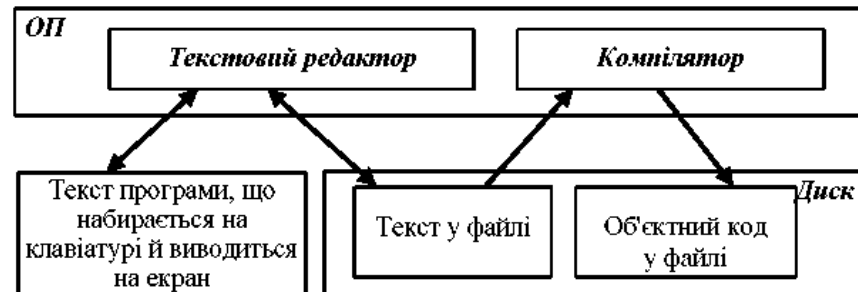 ОП
Текстовий редактор
Компілятор
Текст програми, що
набирається на
клавіатурі й виводиться
на екран
Диск
Текст у файлі
Об'єктний код
у файлі